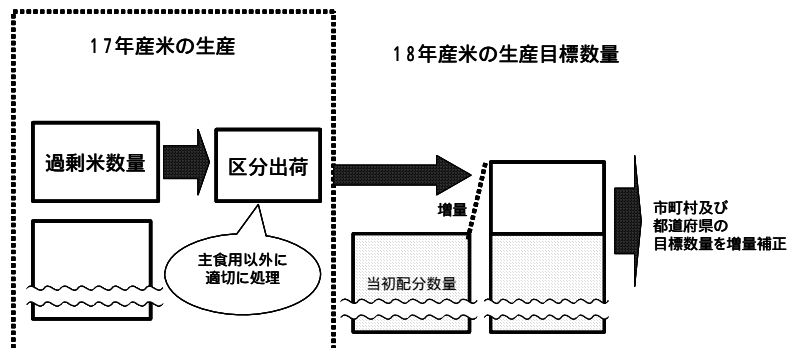 17年産米の生産
18年産米の生産目標数量
過剰米数量
区分出荷
主食用以外に
適切に処理
増量
当初配分数量
市町村及び
都道府県の
目標数量を増量補正